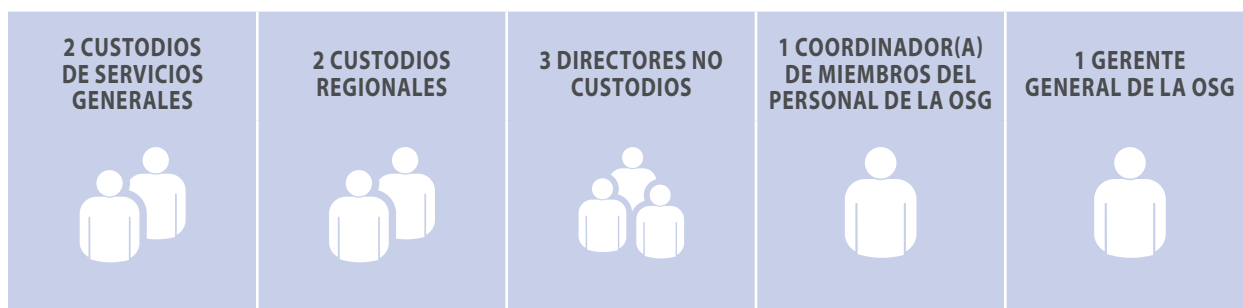 2 CUSTODIOS
DE SERVICIOS
GENERALES
2 CUSTODIOS
REGIONALES
3 DIRECTORES NO
CUSTODIOS
1 COORDINADOR(A)
DE MIEMBROS DEL
PERSONAL DE LA OSG
1 GERENTE
GENERAL DE LA OSG